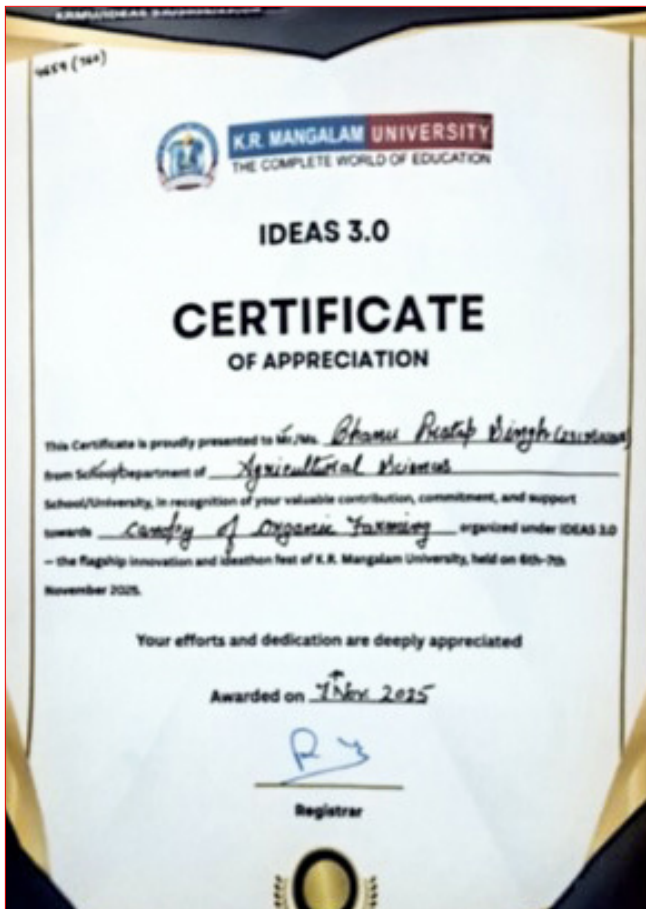 K.R. MANGALAM UNIVERSITY
THE COMPLETE WORLD OF EDUCATION
IDEAS 3.0
CERTIFICATE
OF APPRECIATION
This Certificate is proudly presented to Mr./Ms. Bhanu Pratap Singh
from School/Department of Agricultural Sciences
School/University, in recognition of your valuable contribution, commitment, and support
towards of Organic Farming organized under IDEAS 3.0
– the flagship innovation and ideathon fest of K.R. Mangalam University, held on 6th-7th
November 2025.
Your efforts and dedication are deeply appreciated
Awarded on 7th Nov 2025
Registrar